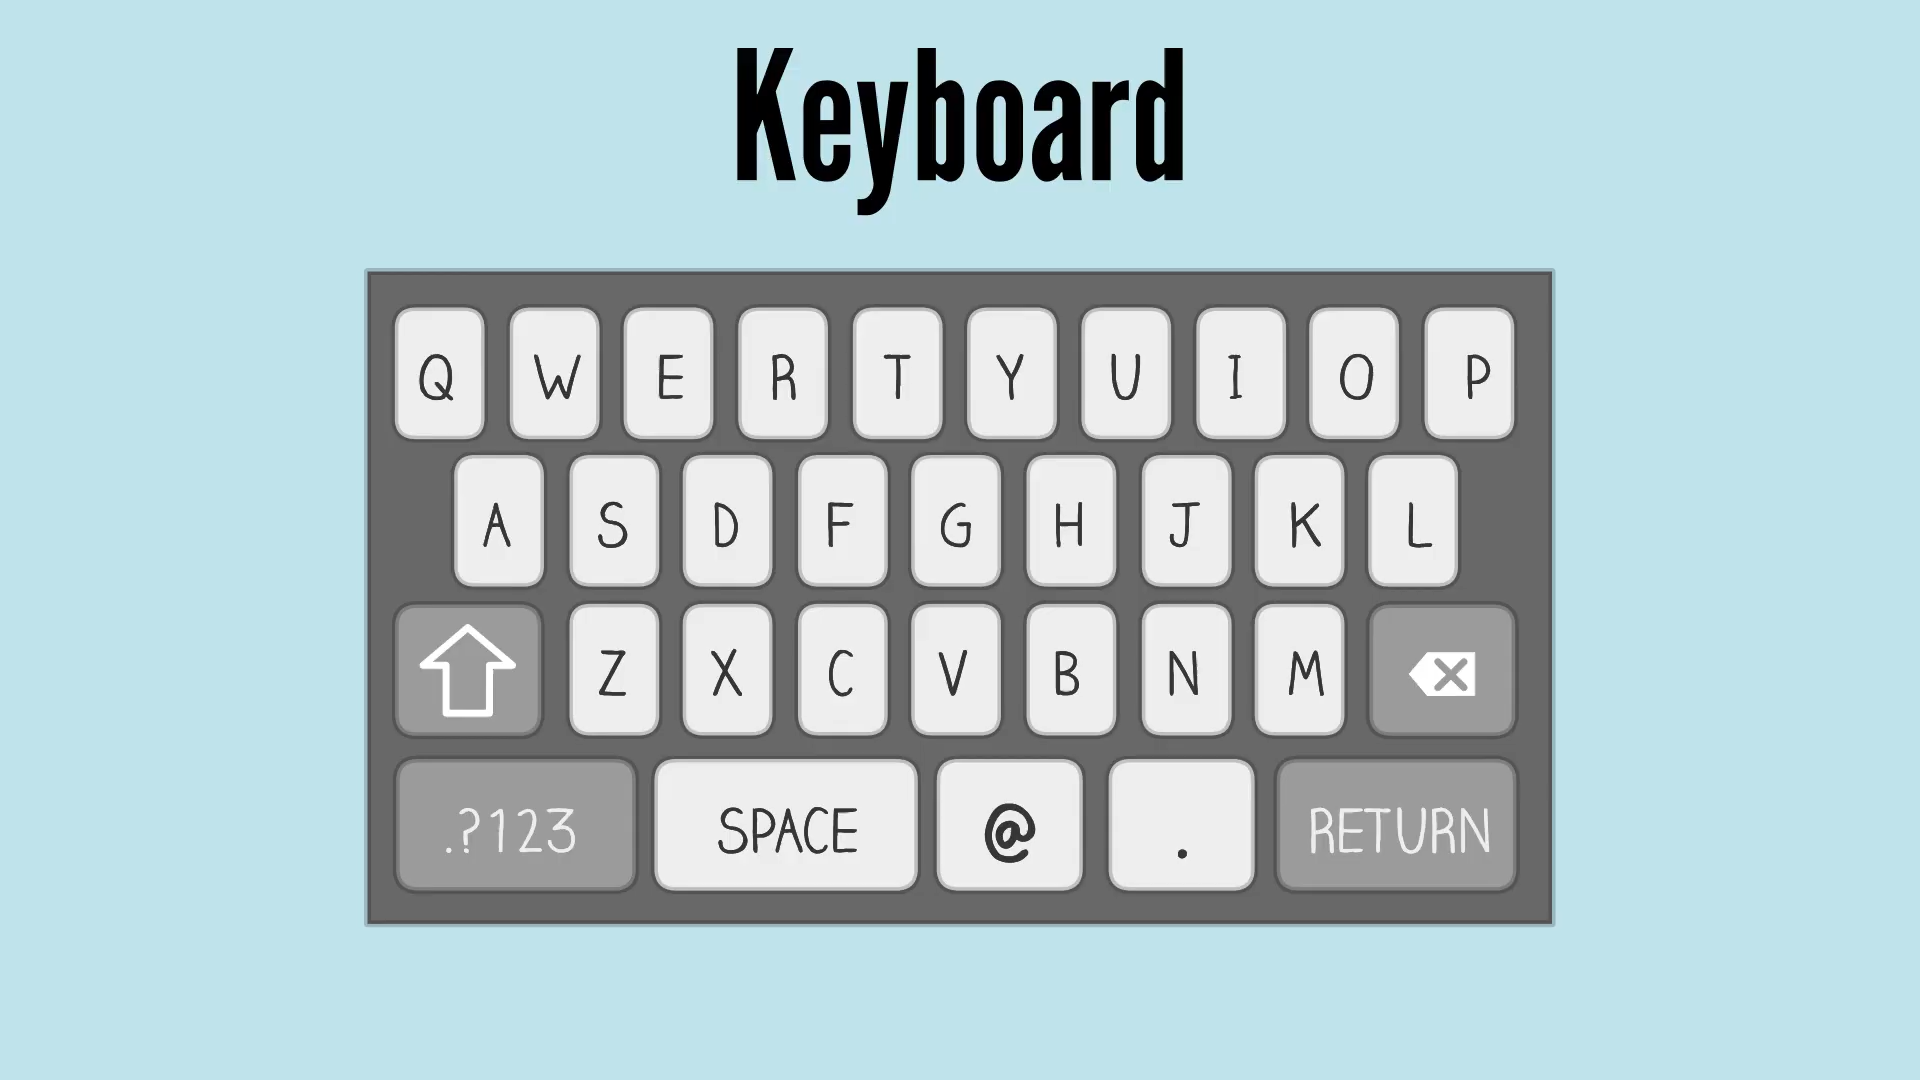 Keyboard
Q W E R T Y U I O P
A S D F G H J K L
Z X C V B N M
.?123 SPACE @ . RETURN